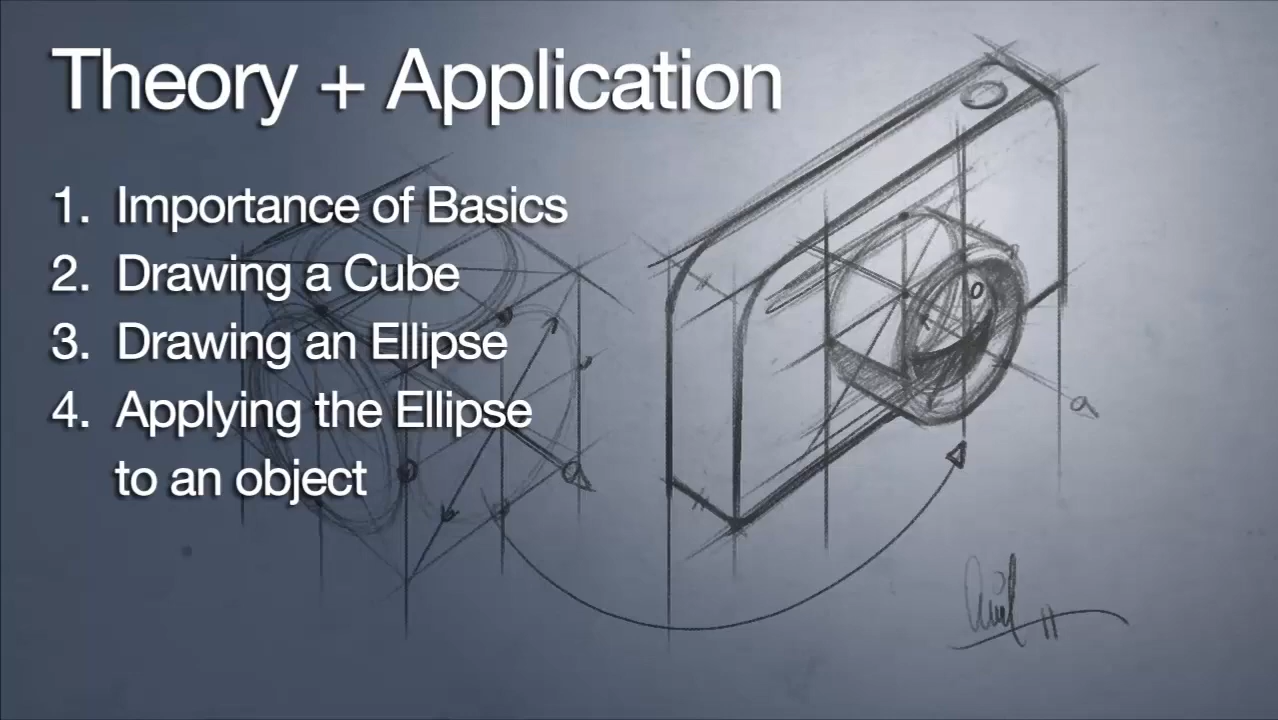 Theory + Application
1. Importance of Basics
2. Drawing a Cube
3. Drawing an Ellipse
4. Applying the Ellipse
to an object